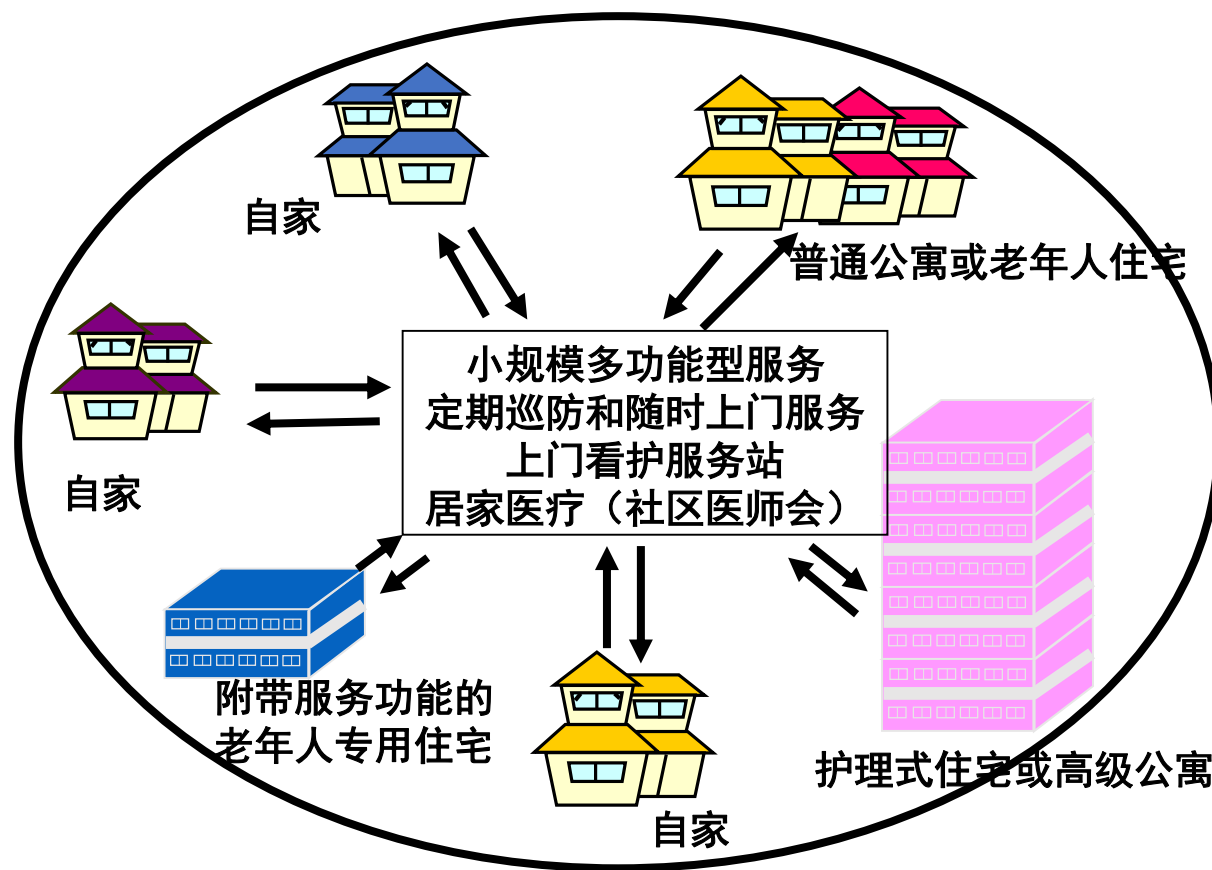 自家
普通公寓或老年人住宅
小规模多功能型服务
定期巡防和随时上门服务
上门看护服务站
居家医疗（社区医师会）
自家
附带服务功能的
老年人专用住宅
护理式住宅或高级公寓
自家